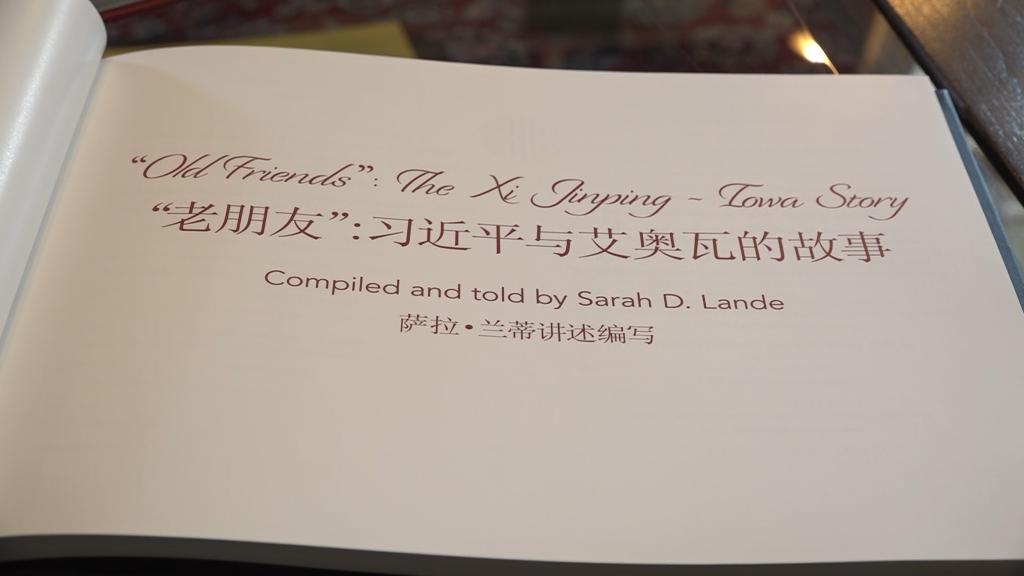 “Old Friends”: The Xi Jinping ~ Iowa Story
“老朋友”:习近平与艾奥瓦的故事
Compiled and told by Sarah D. Lande
萨拉•兰蒂讲述编写